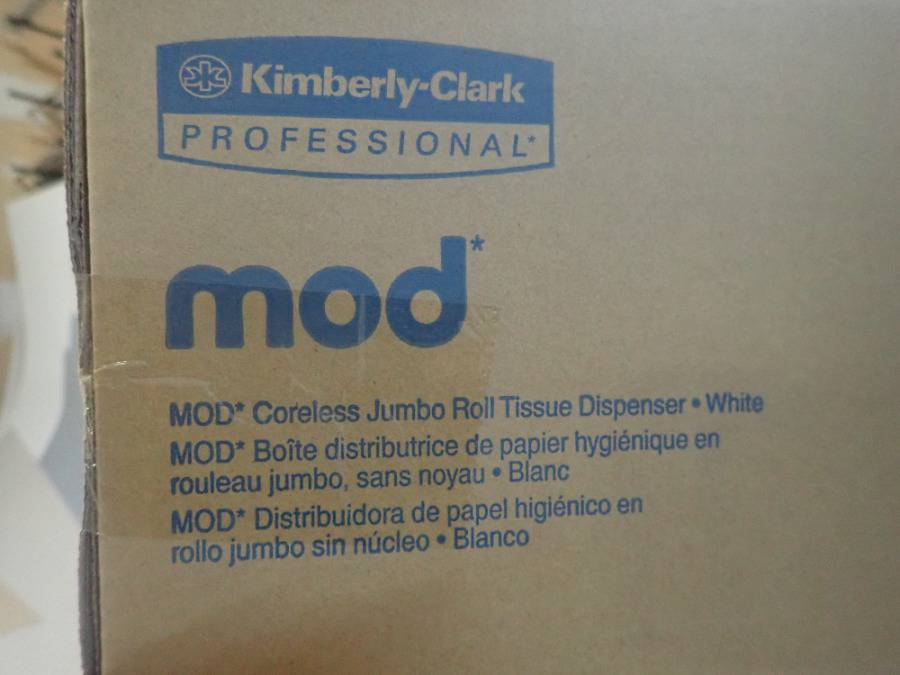 Kimberly-Clark
PROFESSIONAL*
mod*
MOD* Coreless Jumbo Roll Tissue Dispenser • White
MOD* Boîte distributrice de papier hygiénique en
rouleau jumbo, sans noyau • Blanc
MOD* Distribuidora de papel higiénico en
rollo jumbo sin núcleo • Blanco